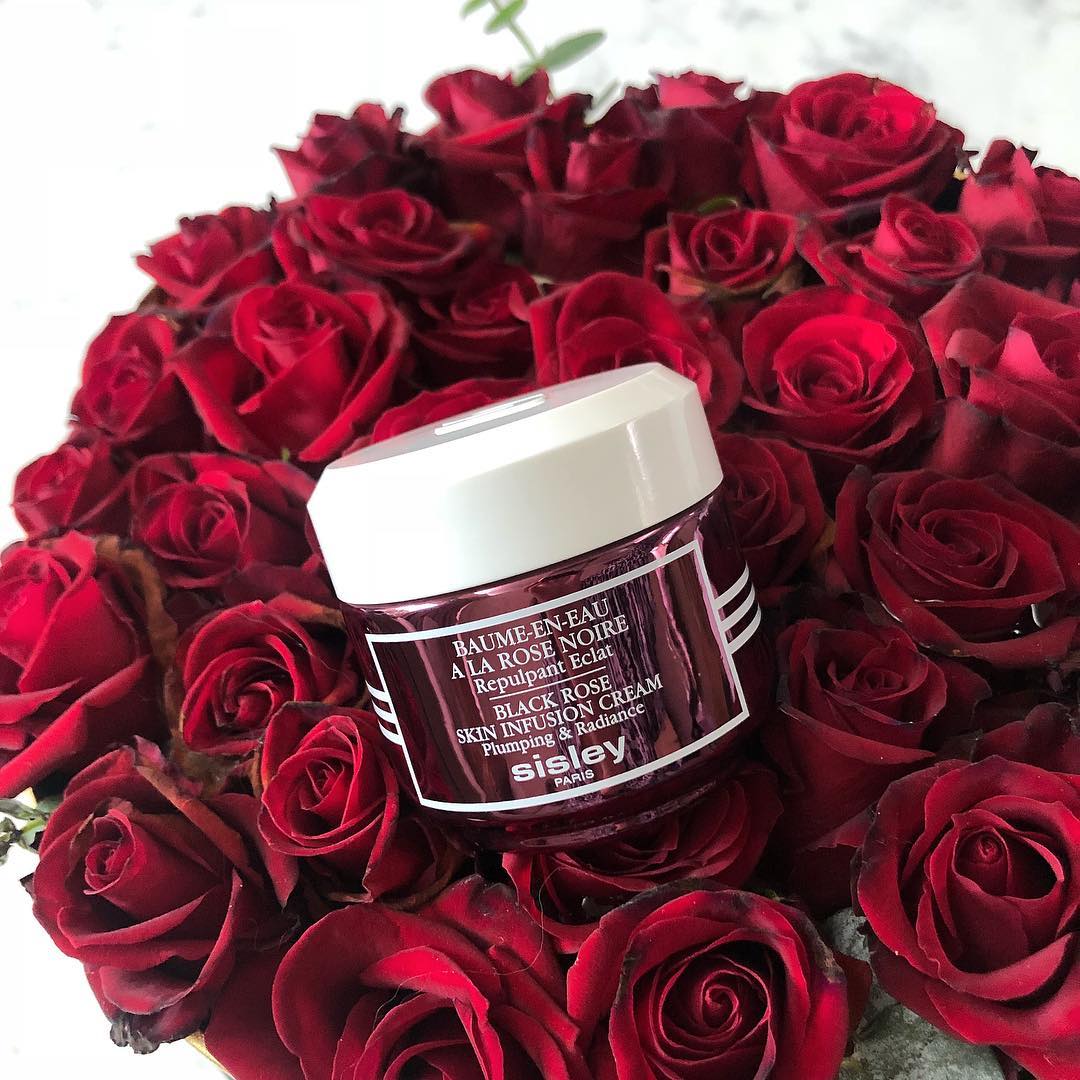 BAUME-EN-EAU
A LA ROSE NOIRE
Repulpant Eclat
BLACK ROSE
SKIN INFUSION CREAM
Plumping & Radiance
sisley
PARIS